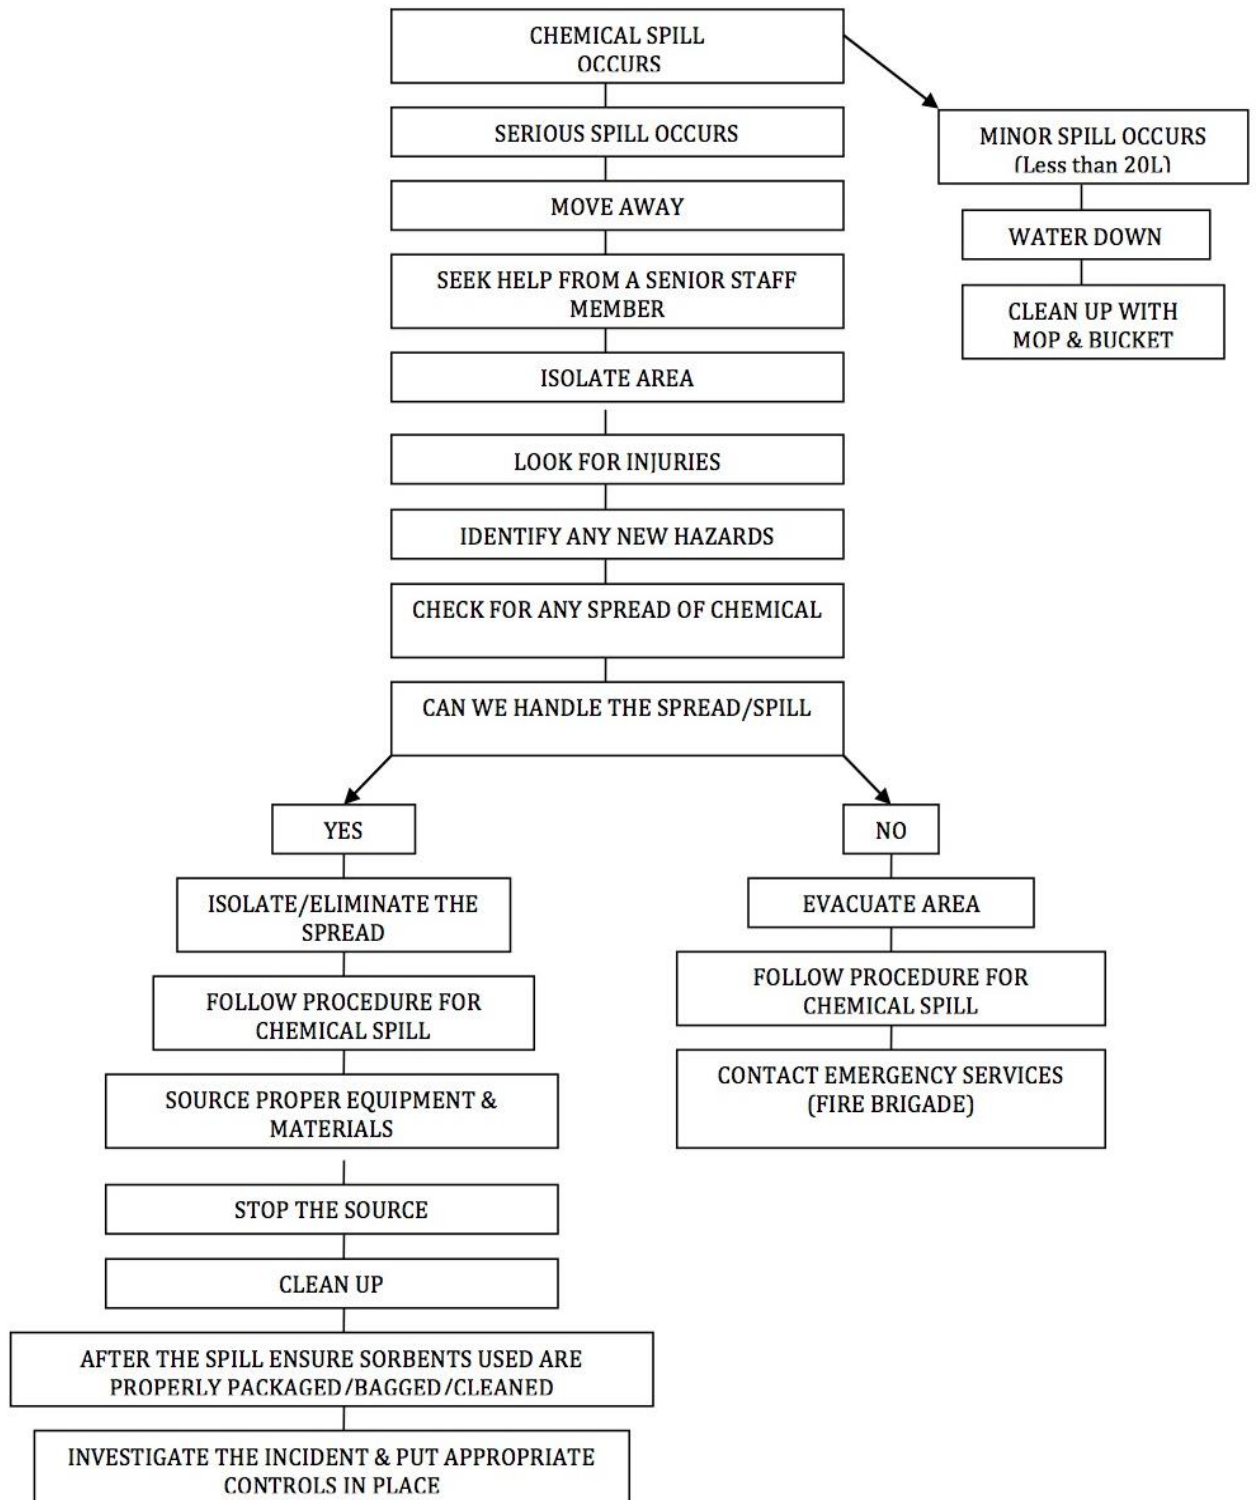 CHEMICAL SPILL
OCCURS
SERIOUS SPILL OCCURS
MINOR SPILL OCCURS
(Less than 20L)
MOVE AWAY
WATER DOWN
SEEK HELP FROM A SENIOR STAFF
MEMBER
CLEAN UP WITH
MOP & BUCKET
ISOLATE AREA
LOOK FOR INJURIES
IDENTIFY ANY NEW HAZARDS
CHECK FOR ANY SPREAD OF CHEMICAL
CAN WE HANDLE THE SPREAD/SPILL
YES
NO
ISOLATE/ELIMINATE THE
SPREAD
EVACUATE AREA
FOLLOW PROCEDURE FOR
CHEMICAL SPILL
FOLLOW PROCEDURE FOR
CHEMICAL SPILL
SOURCE PROPER EQUIPMENT &
MATERIALS
CONTACT EMERGENCY SERVICES
(FIRE BRIGADE)
STOP THE SOURCE
CLEAN UP
AFTER THE SPILL ENSURE SORBENTS USED ARE
PROPERLY PACKAGED/BAGGED/CLEANED
INVESTIGATE THE INCIDENT & PUT APPROPRIATE
CONTROLS IN PLACE